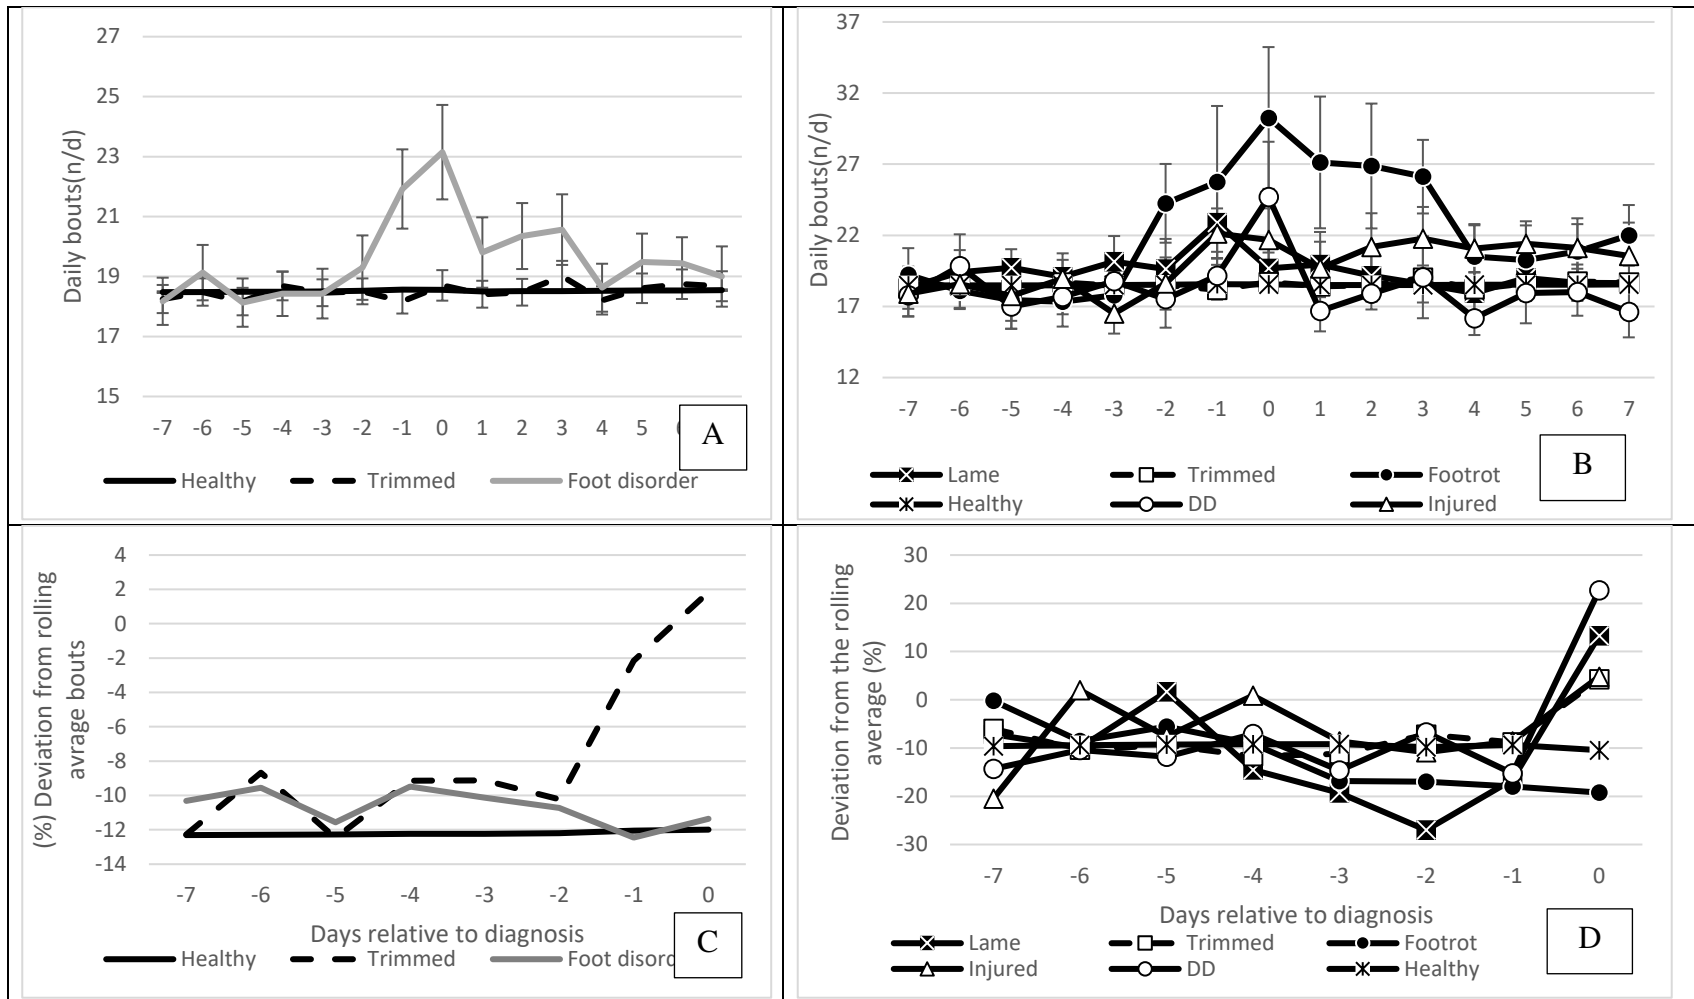 27
25
23
21
19
17
15
Daily bouts(n/d)
-7 -6 -5 -4 -3 -2 -1 0 1 2 3 4 5
A
Healthy Trimmed Foot disorder
37
32
27
22
17
12
Daily bouts(n/d)
-7 -6 -5 -4 -3 -2 -1 0 1 2 3 4 5 6 7
B
Lame Trimmed Footrot
Healthy DD Injured
4
2
0
-2
-4
-6
-8
-10
-12
-14
(%) Deviation from rolling
avrage bouts
-7 -6 -5 -4 -3 -2 -1 0
Days relative to diagnosis
C
Healthy Trimmed Foot disord
30
20
10
0
-10
-20
-30
Deviation from the rolling
average (%)
-7 -6 -5 -4 -3 -2 -1 0
Days relative to diagnosis
D
Lame Trimmed Footrot
Injured DD Healthy